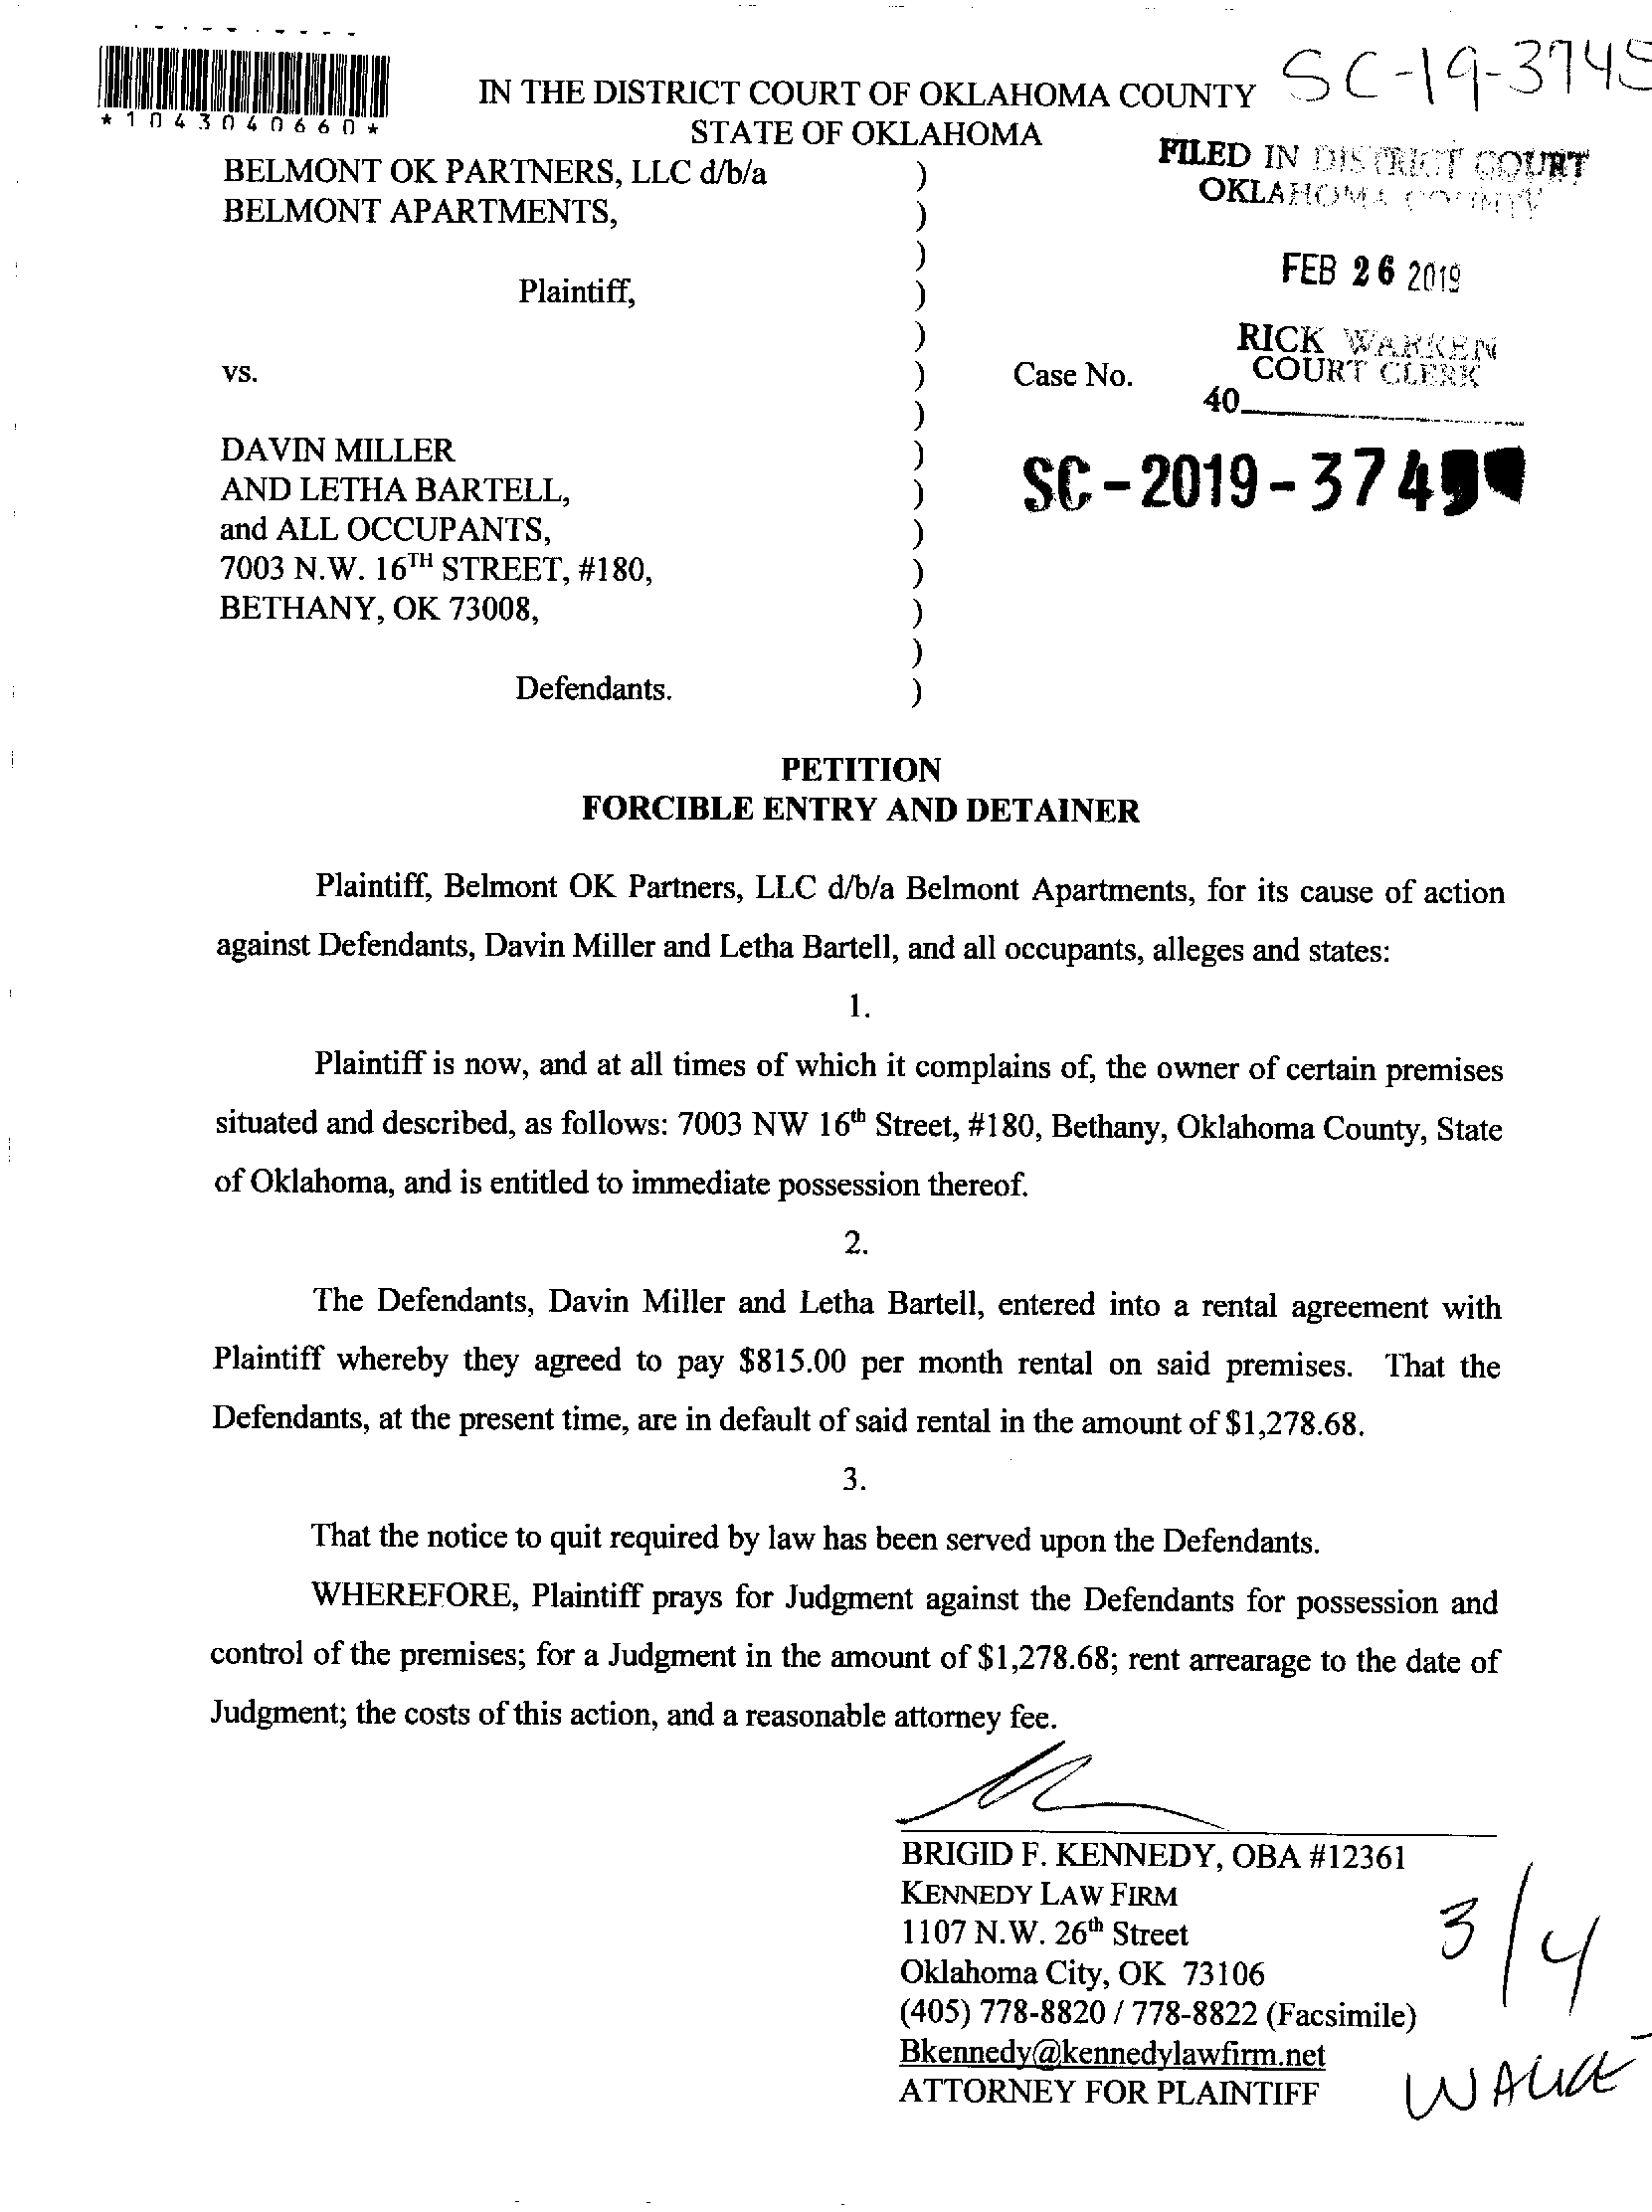 SC-19-3745
*1043040660*
IN THE DISTRICT COURT OF OKLAHOMA COUNTY
STATE OF OKLAHOMA
FILED IN DISTRICT COURT
OKLAHOMA COUNTY
BELMONT OK PARTNERS, LLC d/b/a )
BELMONT APARTMENTS, )
)
FEB 26 2019
Plaintiff, )
)
RICK WARREN
COURT CLERK
vs. ) Case No.
40
)
DAVIN MILLER )
AND LETHA BARTELL, )
SC-2019-3745
and ALL OCCUPANTS, )
7003 N.W. 16TH STREET, #180, )
BETHANY, OK 73008, )
)
Defendants. )
PETITION
FORCIBLE ENTRY AND DETAINER
Plaintiff, Belmont OK Partners, LLC d/b/a Belmont Apartments, for its cause of action
against Defendants, Davin Miller and Letha Bartell, and all occupants, alleges and states:
1.
Plaintiff is now, and at all times of which it complains of, the owner of certain premises
situated and described, as follows: 7003 NW 16th Street, #180, Bethany, Oklahoma County, State
of Oklahoma, and is entitled to immediate possession thereof.
2.
The Defendants, Davin Miller and Letha Bartell, entered into a rental agreement with
Plaintiff whereby they agreed to pay $815.00 per month rental on said premises. That the
Defendants, at the present time, are in default of said rental in the amount of $1,278.68.
3.
That the notice to quit required by law has been served upon the Defendants.
WHEREFORE, Plaintiff prays for Judgment against the Defendants for possession and
control of the premises; for a Judgment in the amount of $1,278.68; rent arrearage to the date of
Judgment; the costs of this action, and a reasonable attorney fee.
BRIGID F. KENNEDY, OBA #12361
KENNEDY LAW FIRM
1107 N.W. 26th Street
Oklahoma City, OK 73106
(405) 778-8820 / 778-8822 (Facsimile)
Bkennedy@kennedylawfirm.net
ATTORNEY FOR PLAINTIFF
3/4